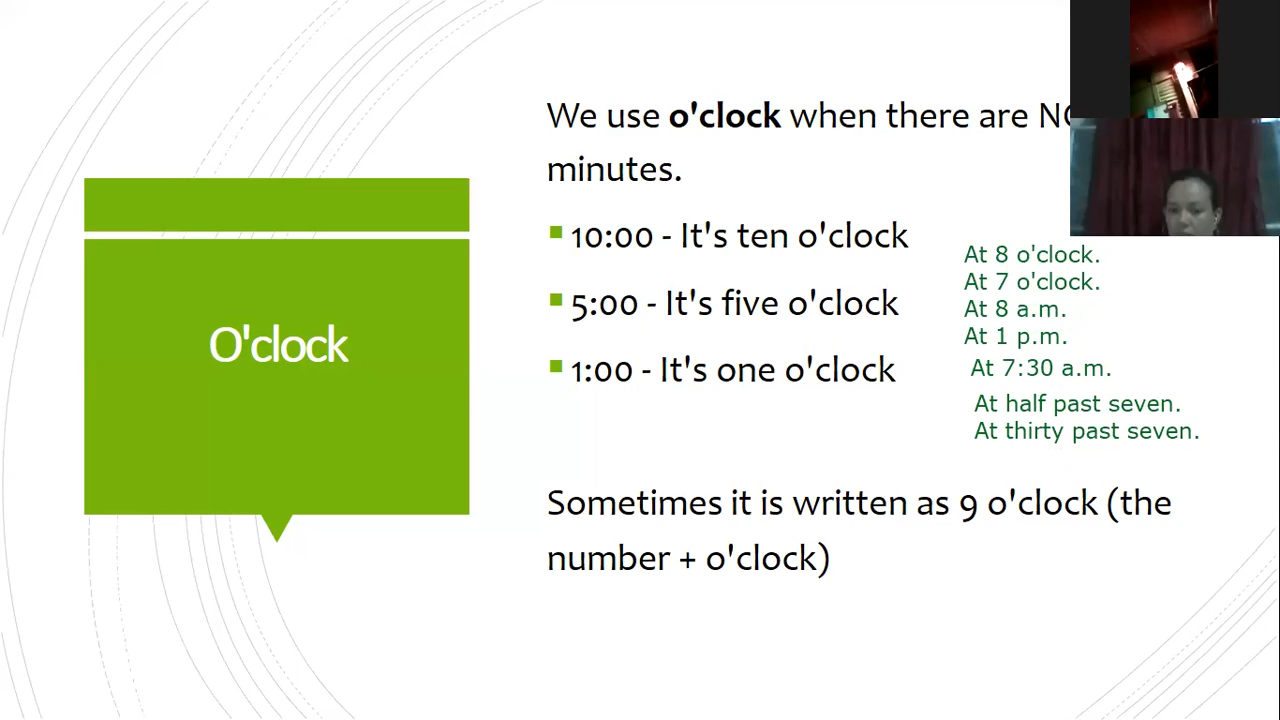 O'clock
We use o'clock when there are
minutes.
10:00 - It's ten o'clock
5:00 - It's five o'clock
1:00 - It's one o'clock
Sometimes it is written as 9 o'clock (the
number + o'clock)
At 8 o'clock.
At 7 o'clock.
At 8 a.m.
At 1 p.m.
At 7:30 a.m.
At half past seven.
At thirty past seven.